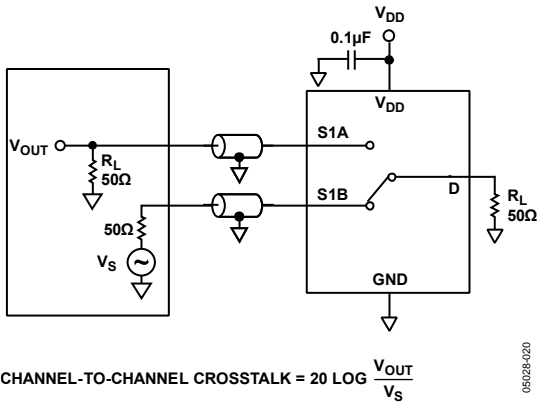 VDD
0.1µF
VDD
VOUT
RL
50Ω
S1A
50Ω
VS
S1B
D
RL
50Ω
GND
CHANNEL-TO-CHANNEL CROSSTALK = 20 LOG VOUT/VS
05028-020